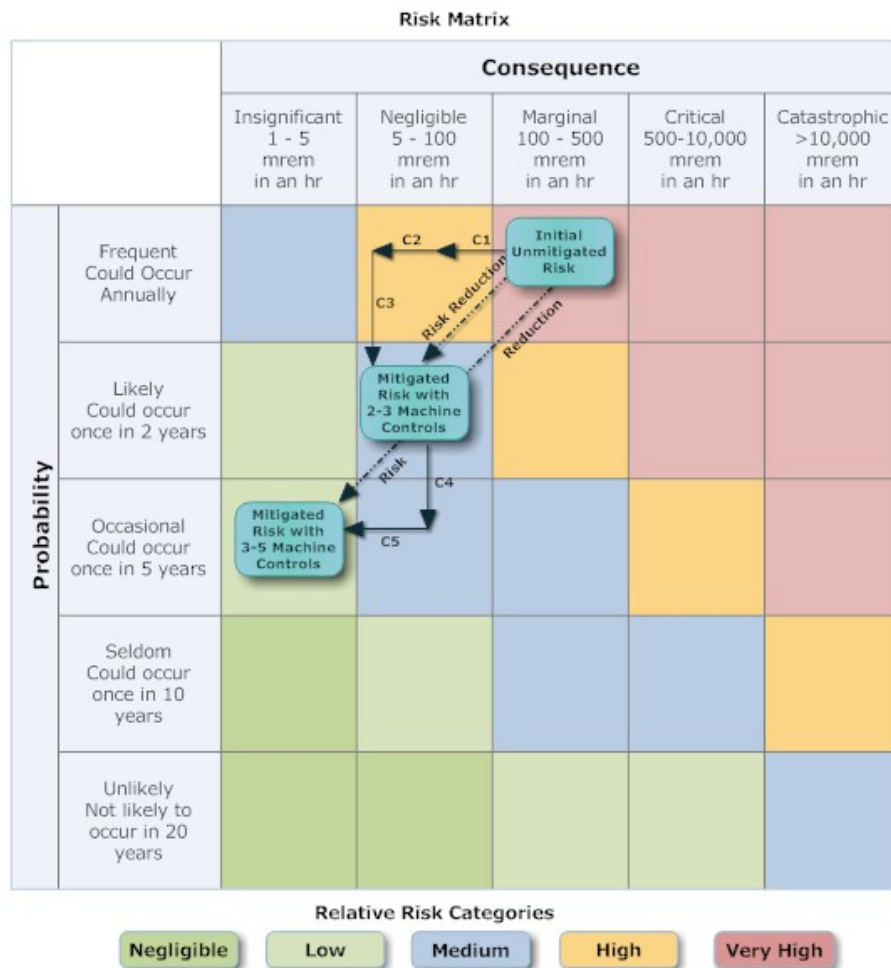 Risk Matrix
Consequence
Insignificant
1 - 5
mrem
in an hr
Negligible
5 - 100
mrem
in an hr
Marginal
100 - 500
mrem
in an hr
Critical
500-10,000
mrem
in an hr
Catastrophic
>10,000
mrem
in an hr
Probability
Frequent
Could Occur
Annually
C2
C1
Initial
Unmitigated
Risk
C3
Risk Reduction
Reduction
Likely
Could occur
once in 2 years
Mitigated
Risk with
2-3 Machine
Controls
Risk
C4
Occasional
Could occur
once in 5 years
Mitigated
Risk with
3-5 Machine
Controls
C5
Seldom
Could occur
once in 10
years
Unlikely
Not likely to
occur in 20
years
Relative Risk Categories
Negligible
Low
Medium
High
Very High